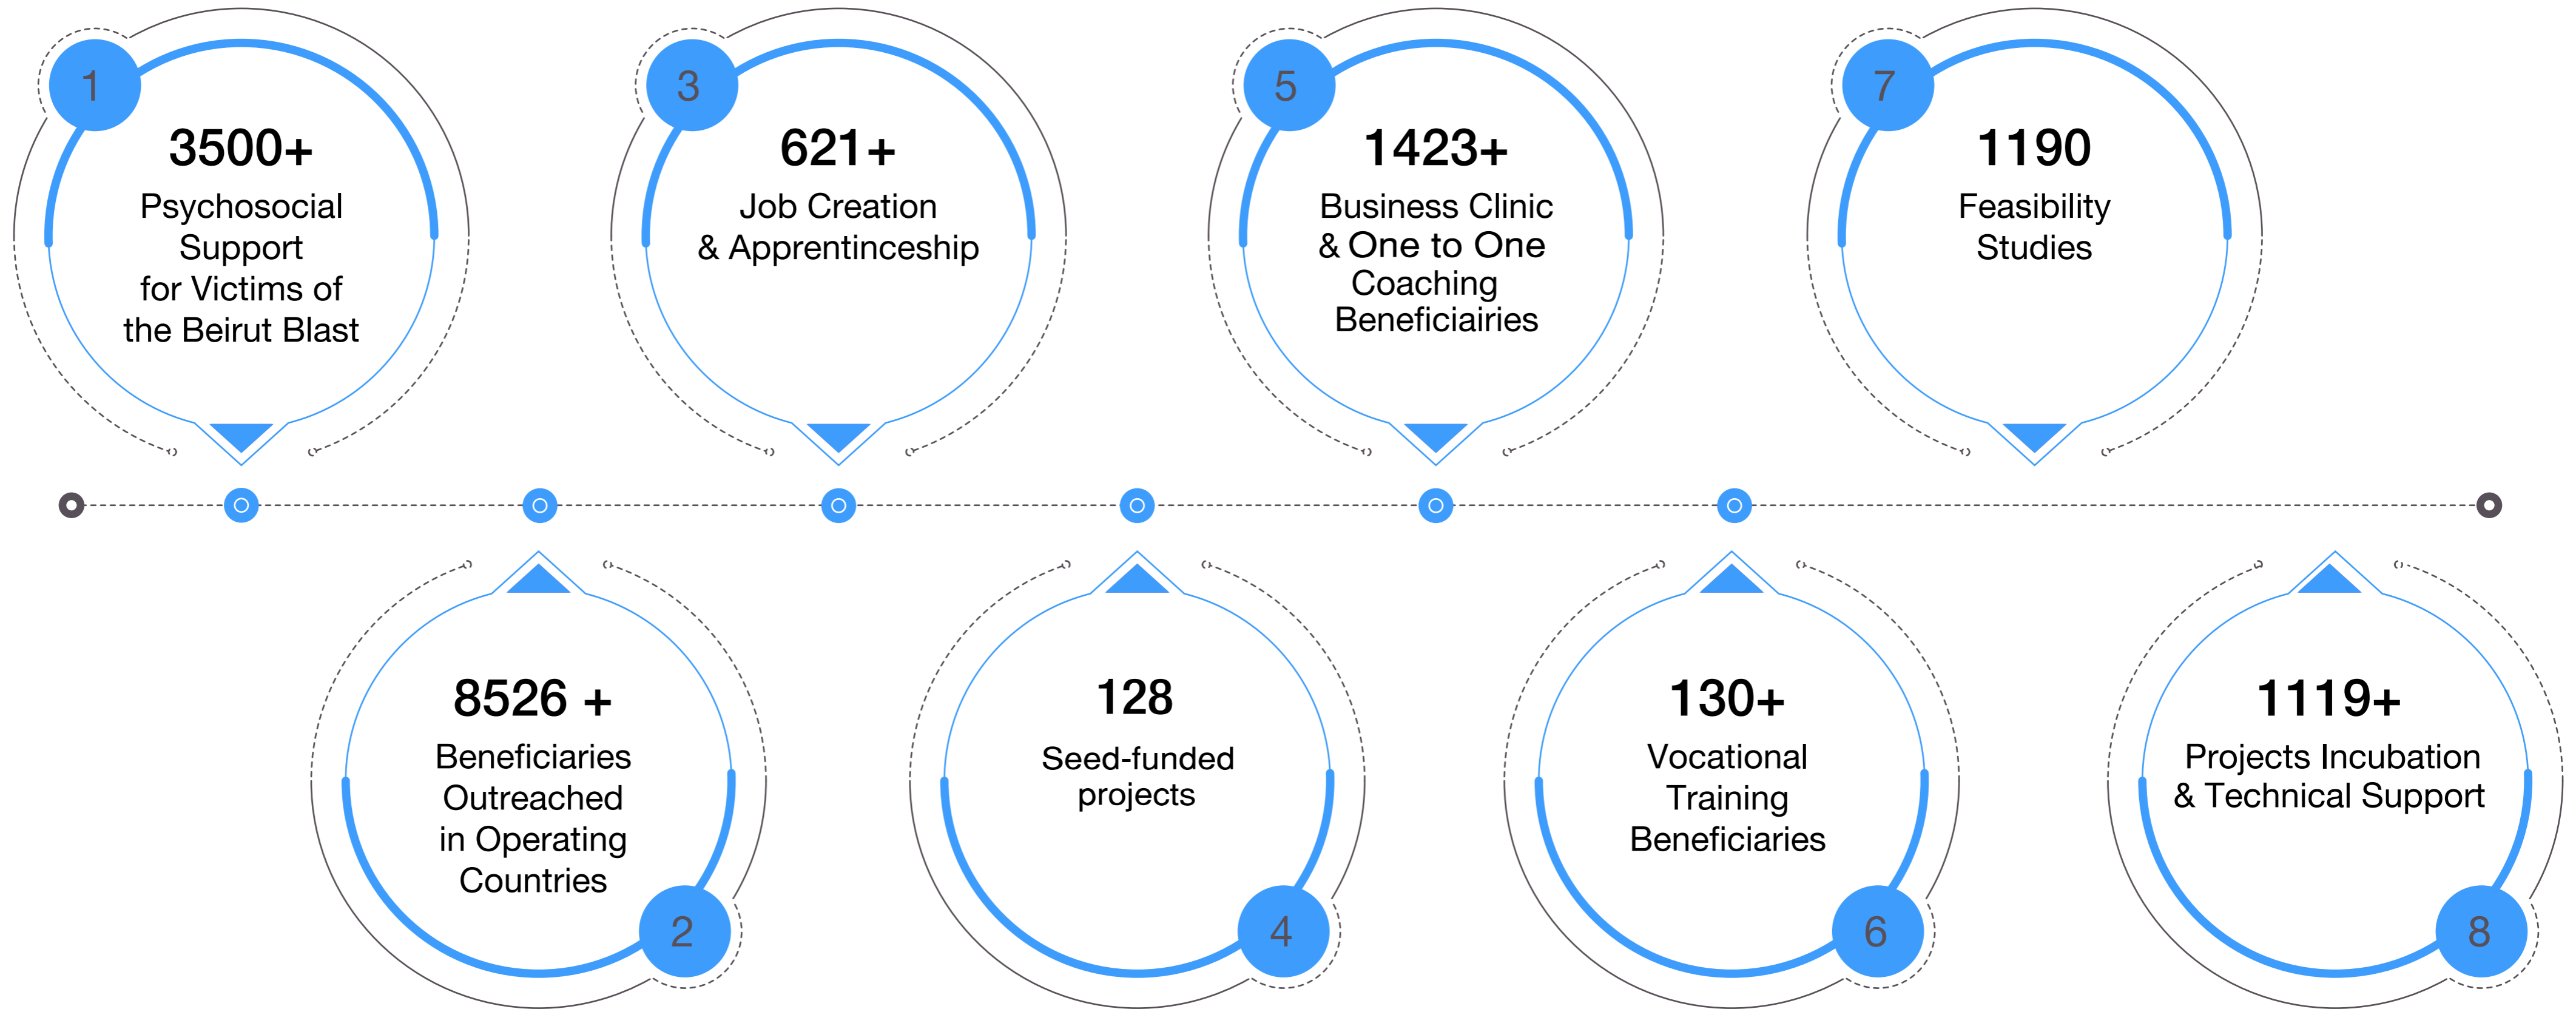 1
3500+
Psychosocial
Support
for Victims of
the Beirut Blast
2
8526 +
Beneficiaries
Outreached
in Operating
Countries
3
621+
Job Creation
& Apprentinceship
4
128
Seed-funded
projects
5
1423+
Business Clinic
& One to One
Coaching
Beneficiairies
6
130+
Vocational
Training
Beneficiaries
7
1190
Feasibility
Studies
8
1119+
Projects Incubation
& Technical Support